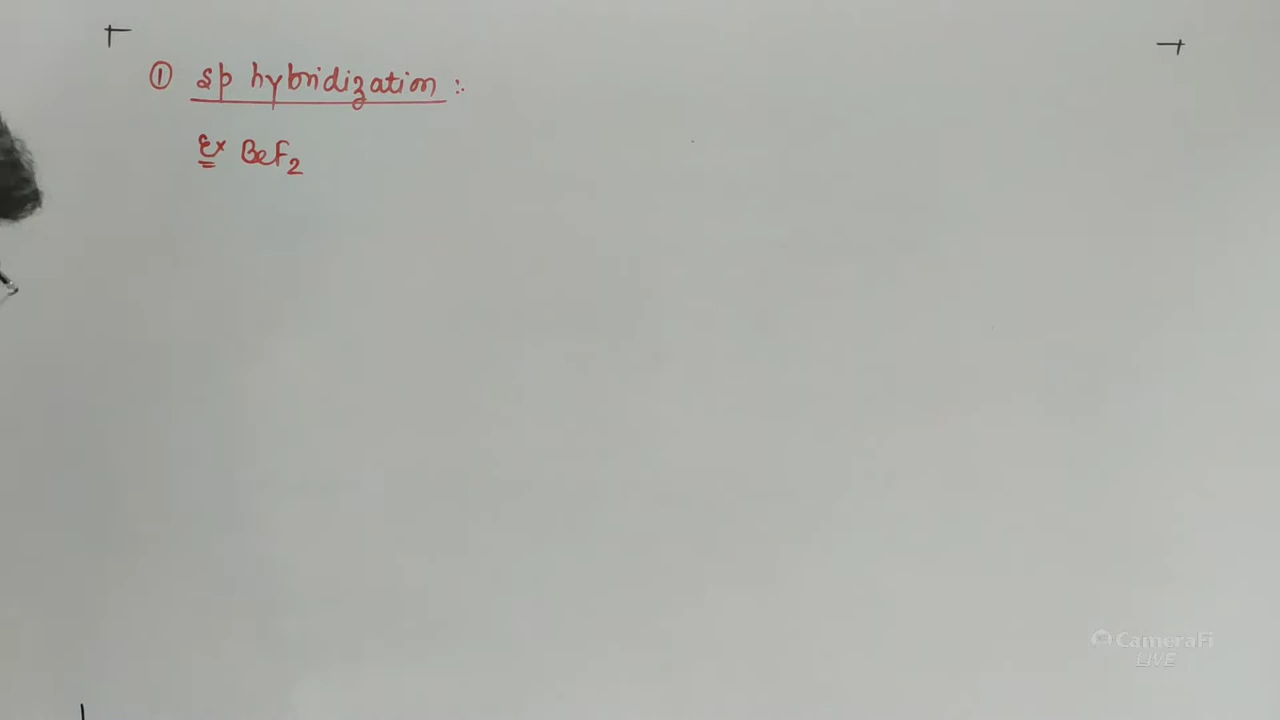 ① sp hybridization :.
Ex BeF₂
CameraFi
LIVE